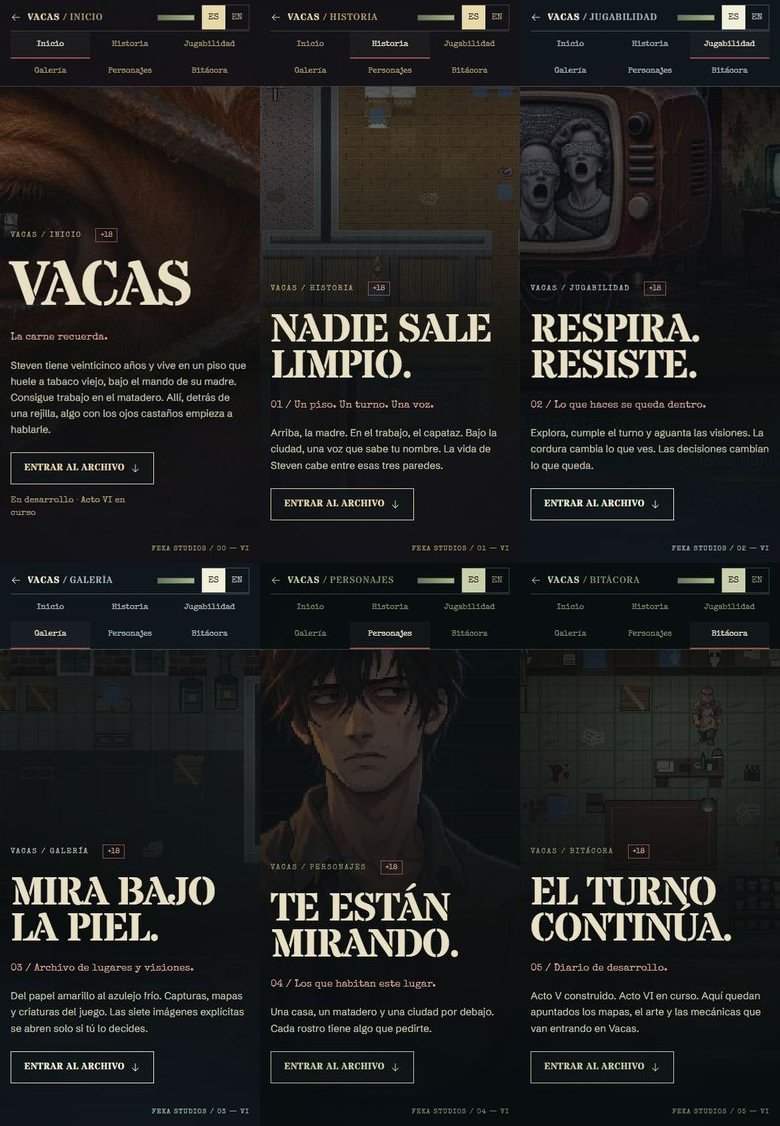 ← VACAS / INICIO ES EN
Inicio Historia Jugabilidad
Galería Personajes Bitácora
VACAS / INICIO +18
VACAS
La carne recuerda.
Steven tiene veinticinco años y vive en un piso que
huele a tabaco viejo, bajo el mando de su madre.
Consigue trabajo en el matadero. Allí, detrás de
una rejilla, algo con los ojos castaños empieza a
hablarle.
ENTRAR AL ARCHIVO ↓
En desarrollo · Acto VI en
curso
FEKA STUDIOS / 00 — VI
← VACAS / HISTORIA ES EN
Inicio Historia Jugabilidad
Galería Personajes Bitácora
VACAS / HISTORIA +18
NADIE SALE
LIMPIO.
01 / Un piso. Un turno. Una voz.
Arriba, la madre. En el trabajo, el capataz. Bajo la
ciudad, una voz que sabe tu nombre. La vida de
Steven cabe entre esas tres paredes.
ENTRAR AL ARCHIVO ↓
FEKA STUDIOS / 01 — VI
← VACAS / JUGABILIDAD ES EN
Inicio Historia Jugabilidad
Galería Personajes Bitácora
VACAS / JUGABILIDAD +18
RESPIRA.
RESISTE.
02 / Lo que haces se queda dentro.
Explora, cumple el turno y aguanta las visiones. La
cordura cambia lo que ves. Las decisiones cambian
lo que queda.
ENTRAR AL ARCHIVO ↓
FEKA STUDIOS / 02 — VI
← VACAS / GALERÍA ES EN
Inicio Historia Jugabilidad
Galería Personajes Bitácora
VACAS / GALERÍA +18
MIRA BAJO
LA PIEL.
03 / Archivo de lugares y visiones.
Del papel amarillo al azulejo frío. Capturas, mapas
y criaturas del juego. Las siete imágenes explícitas
se abren solo si tú lo decides.
ENTRAR AL ARCHIVO ↓
FEKA STUDIOS / 03 — VI
← VACAS / PERSONAJES ES EN
Inicio Historia Jugabilidad
Galería Personajes Bitácora
VACAS / PERSONAJES +18
TE ESTÁN
MIRANDO.
04 / Los que habitan este lugar.
Una casa, un matadero y una ciudad por debajo.
Cada rostro tiene algo que pedirte.
ENTRAR AL ARCHIVO ↓
FEKA STUDIOS / 04 — VI
← VACAS / BITÁCORA ES EN
Inicio Historia Jugabilidad
Galería Personajes Bitácora
VACAS / BITÁCORA +18
EL TURNO
CONTINÚA.
05 / Diario de desarrollo.
Acto V construido. Acto VI en curso. Aquí quedan
apuntados los mapas, el arte y las mecánicas que
van entrando en Vacas.
ENTRAR AL ARCHIVO ↓
FEKA STUDIOS / 05 — VI